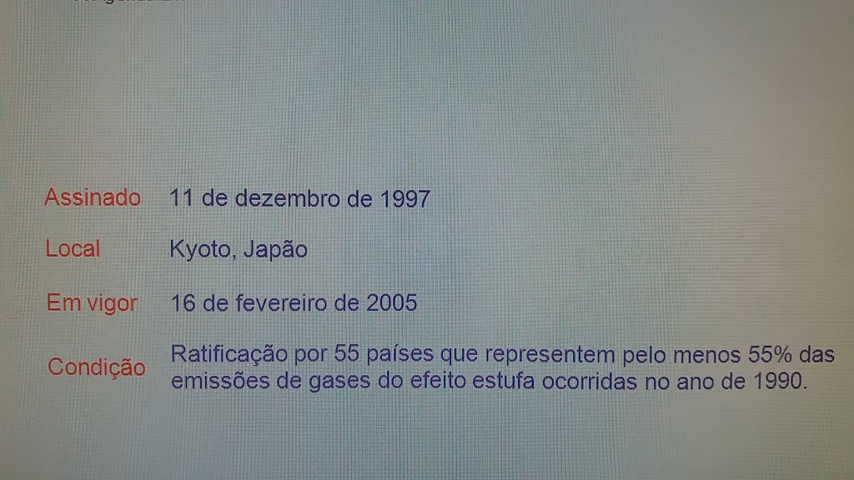 Assinado 11 de dezembro de 1997
Local Kyoto, Japão
Em vigor 16 de fevereiro de 2005
Condição Ratificação por 55 países que representem pelo menos 55% das
emissões de gases do efeito estufa ocorridas no ano de 1990.